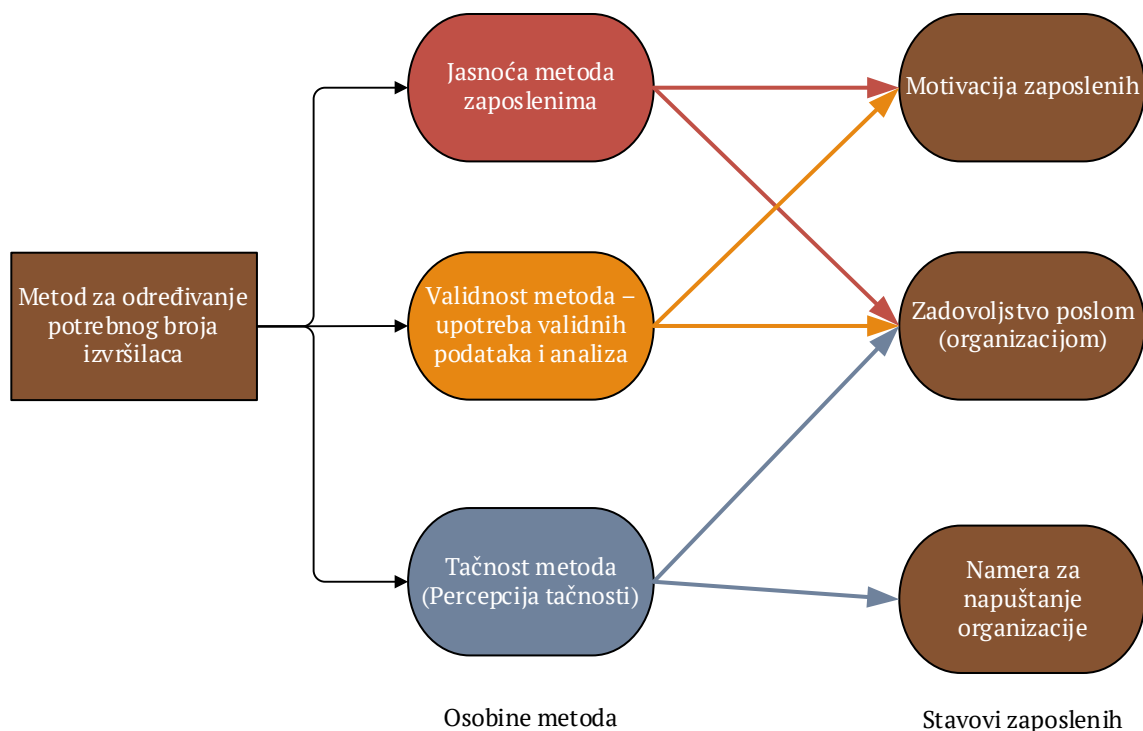 Jasnoća metoda
zaposlenima
Motivacija zaposlenih
Metod za određivanje
potrebnog broja
izvršilaca
Validnost metoda –
upotreba validnih
podataka i analiza
Zadovoljstvo poslom
(organizacijom)
Tačnost metoda
(Percepcija tačnosti)
Namera za
napuštanje
organizacije
Osobine metoda
Stavovi zaposlenih